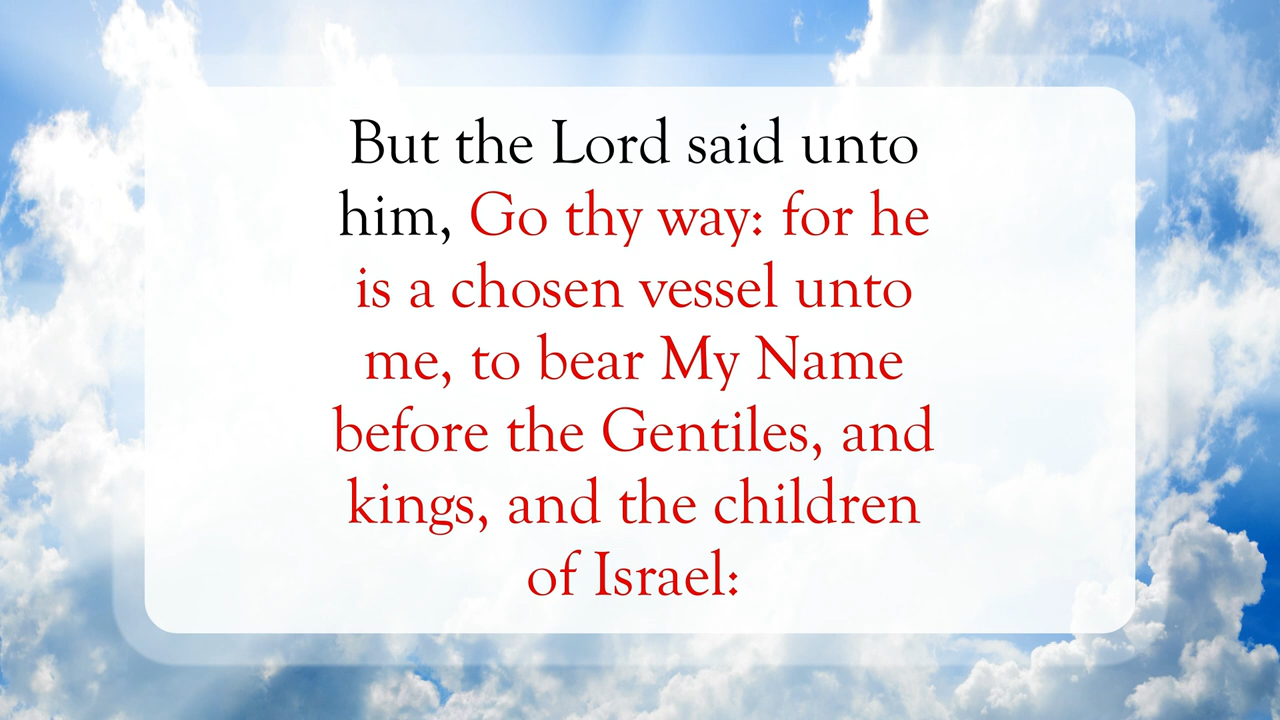 But the Lord said unto
him, Go thy way: for he
is a chosen vessel unto
me, to bear My Name
before the Gentiles, and
kings, and the children
of Israel: